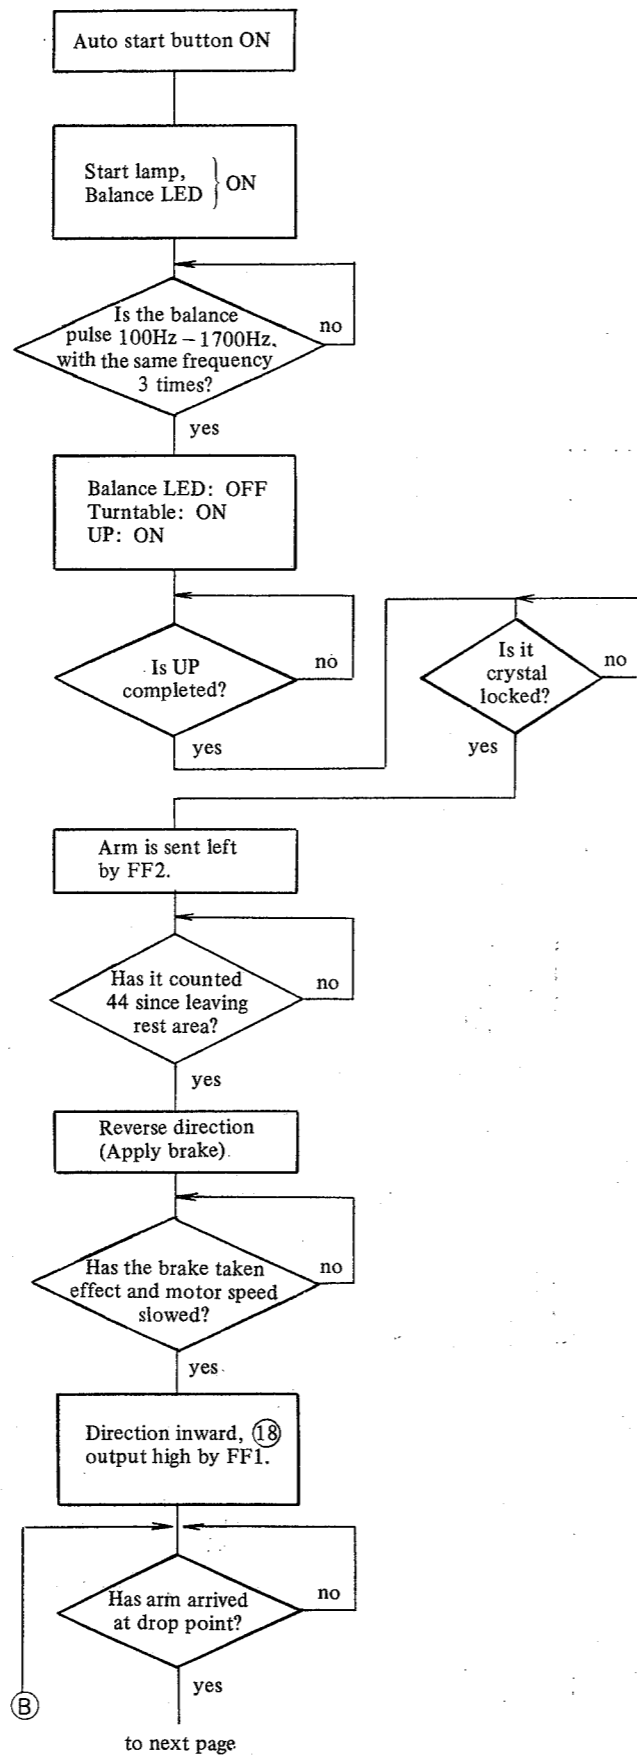 Auto start button ON
Start lamp,
Balance LED } ON
Is the balance
pulse 100Hz – 1700Hz,
with the same frequency
3 times?
no
yes
Balance LED: OFF
Turntable: ON
UP: ON
Is UP
completed?
no
yes
Is it
crystal
locked?
no
yes
Arm is sent left
by FF2.
Has it counted
44 since leaving
rest area?
no
yes
Reverse direction
(Apply brake)
Has the brake taken
effect and motor speed
slowed?
no
yes
Direction inward, ⑱
output high by FF1.
Has arm arrived
at drop point?
no
yes
Ⓑ
to next page